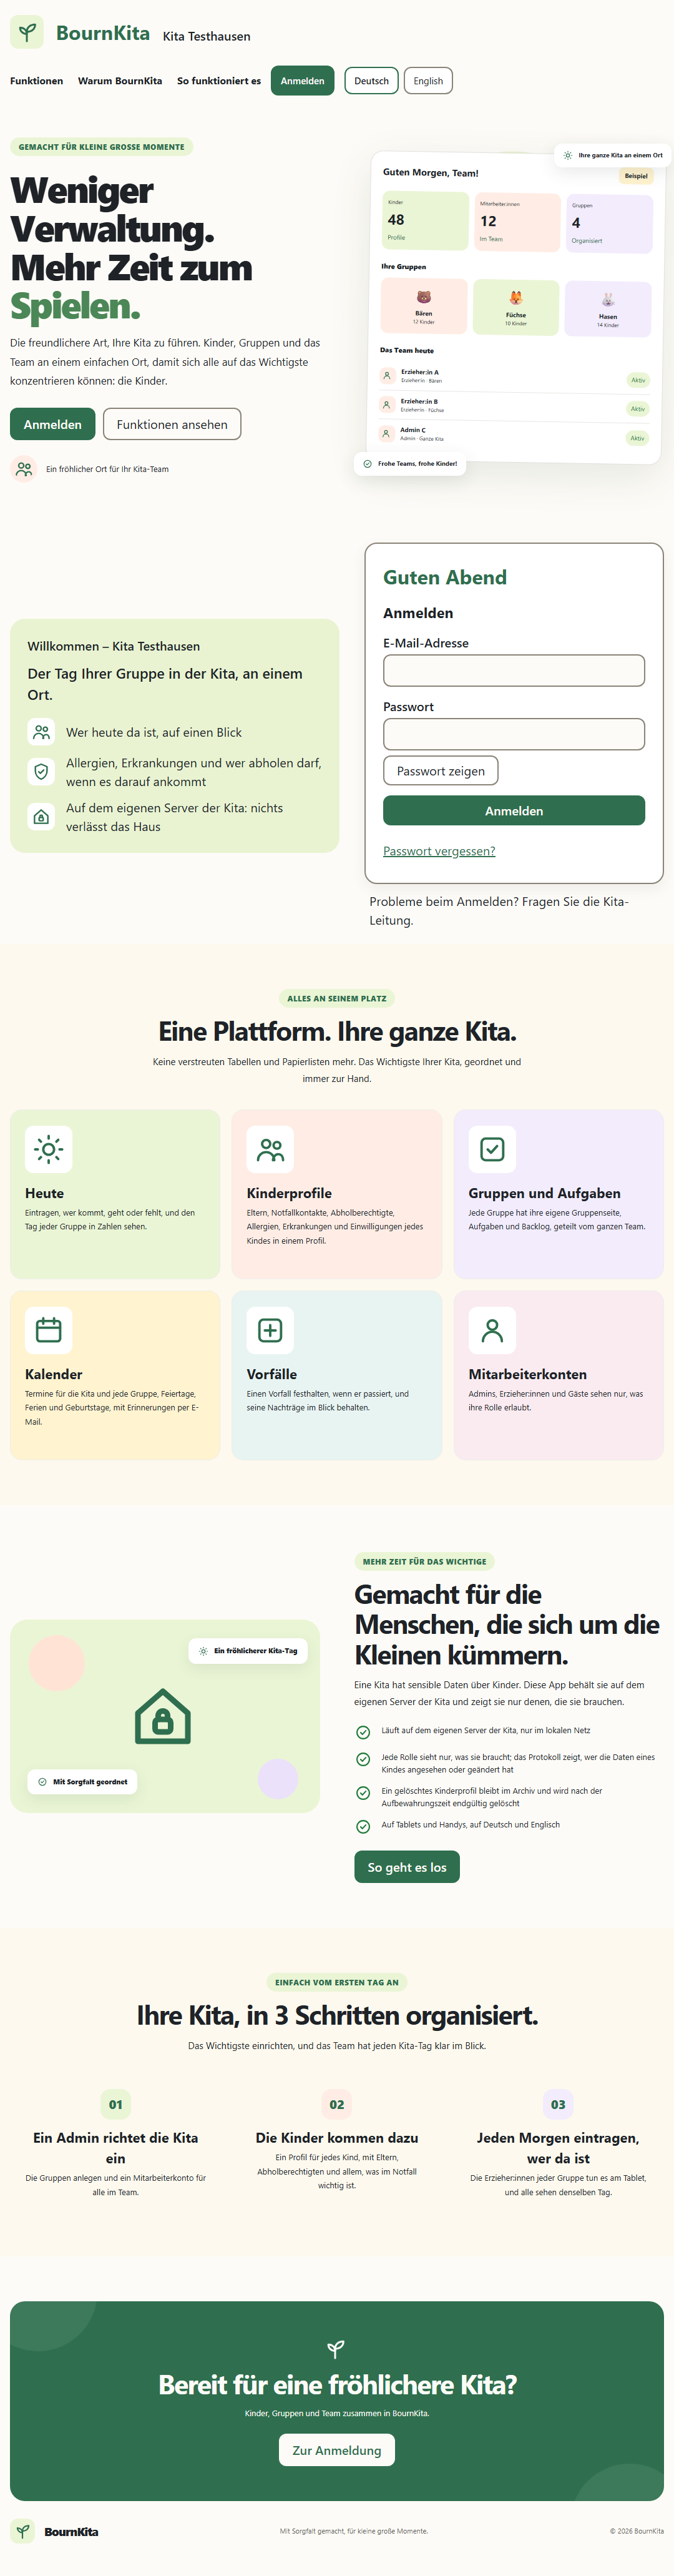 BournKita Kita Testhausen
Funktionen Warum BournKita So funktioniert es Anmelden Deutsch English
GEMACHT FÜR KLEINE GROSSE MOMENTE
Weniger
Verwaltung.
Mehr Zeit zum
Spielen.
Die freundlichere Art, Ihre Kita zu führen. Kinder, Gruppen und das
Team an einem einfachen Ort, damit sich alle auf das Wichtigste
konzentrieren können: die Kinder.
Anmelden Funktionen ansehen
Ein fröhlicher Ort für Ihr Kita-Team
Ihre ganze Kita an einem Ort
Guten Morgen, Team!
Beispiel
Kinder
48
Profile
Mitarbeiter:innen
12
Im Team
Gruppen
4
Organisiert
Ihre Gruppen
Bären
12 Kinder
Füchse
10 Kinder
Hasen
14 Kinder
Das Team heute
Erzieher:in A
Erzieher:in · Bären
Aktiv
Erzieher:in B
Erzieher:in · Füchse
Aktiv
Admin C
Admin · Ganze Kita
Aktiv
Frohe Teams, frohe Kinder!
Willkommen – Kita Testhausen
Der Tag Ihrer Gruppe in der Kita, an einem
Ort.
Wer heute da ist, auf einen Blick
Allergien, Erkrankungen und wer abholen darf,
wenn es darauf ankommt
Auf dem eigenen Server der Kita: nichts
verlässt das Haus
Guten Abend
Anmelden
E-Mail-Adresse
Passwort
Passwort zeigen
Anmelden
Passwort vergessen?
Probleme beim Anmelden? Fragen Sie die Kita-
Leitung.
ALLES AN SEINEM PLATZ
Eine Plattform. Ihre ganze Kita.
Keine verstreuten Tabellen und Papierlisten mehr. Das Wichtigste Ihrer Kita, geordnet und
immer zur Hand.
Heute
Eintragen, wer kommt, geht oder fehlt, und den
Tag jeder Gruppe in Zahlen sehen.
Kinderprofile
Eltern, Notfallkontakte, Abholberechtigte,
Allergien, Erkrankungen und Einwilligungen jedes
Kindes in einem Profil.
Gruppen und Aufgaben
Jede Gruppe hat ihre eigene Gruppenseite,
Aufgaben und Backlog, geteilt vom ganzen Team.
Kalender
Termine für die Kita und jede Gruppe, Feiertage,
Ferien und Geburtstage, mit Erinnerungen per E-
Mail.
Vorfälle
Einen Vorfall festhalten, wenn er passiert, und
seine Nachträge im Blick behalten.
Mitarbeiterkonten
Admins, Erzieher:innen und Gäste sehen nur, was
ihre Rolle erlaubt.
Ein fröhlicherer Kita-Tag
Mit Sorgfalt geordnet
MEHR ZEIT FÜR DAS WICHTIGE
Gemacht für die
Menschen, die sich um die
Kleinen kümmern.
Eine Kita hat sensible Daten über Kinder. Diese App behält sie auf dem
eigenen Server der Kita und zeigt sie nur denen, die sie brauchen.
Läuft auf dem eigenen Server der Kita, nur im lokalen Netz
Jede Rolle sieht nur, was sie braucht; das Protokoll zeigt, wer die Daten eines
Kindes angesehen oder geändert hat
Ein gelöschtes Kinderprofil bleibt im Archiv und wird nach der
Aufbewahrungszeit endgültig gelöscht
Auf Tablets und Handys, auf Deutsch und Englisch
So geht es los
EINFACH VOM ERSTEN TAG AN
Ihre Kita, in 3 Schritten organisiert.
Das Wichtigste einrichten, und das Team hat jeden Kita-Tag klar im Blick.
01
Ein Admin richtet die Kita
ein
Die Gruppen anlegen und ein Mitarbeiterkonto für
alle im Team.
02
Die Kinder kommen dazu
Ein Profil für jedes Kind, mit Eltern,
Abholberechtigten und allem, was im Notfall
wichtig ist.
03
Jeden Morgen eintragen,
wer da ist
Die Erzieher:innen jeder Gruppe tun es am Tablet,
und alle sehen denselben Tag.
Bereit für eine fröhlichere Kita?
Kinder, Gruppen und Team zusammen in BournKita.
Zur Anmeldung
BournKita
Mit Sorgfalt gemacht, für kleine große Momente.
© 2026 BournKita